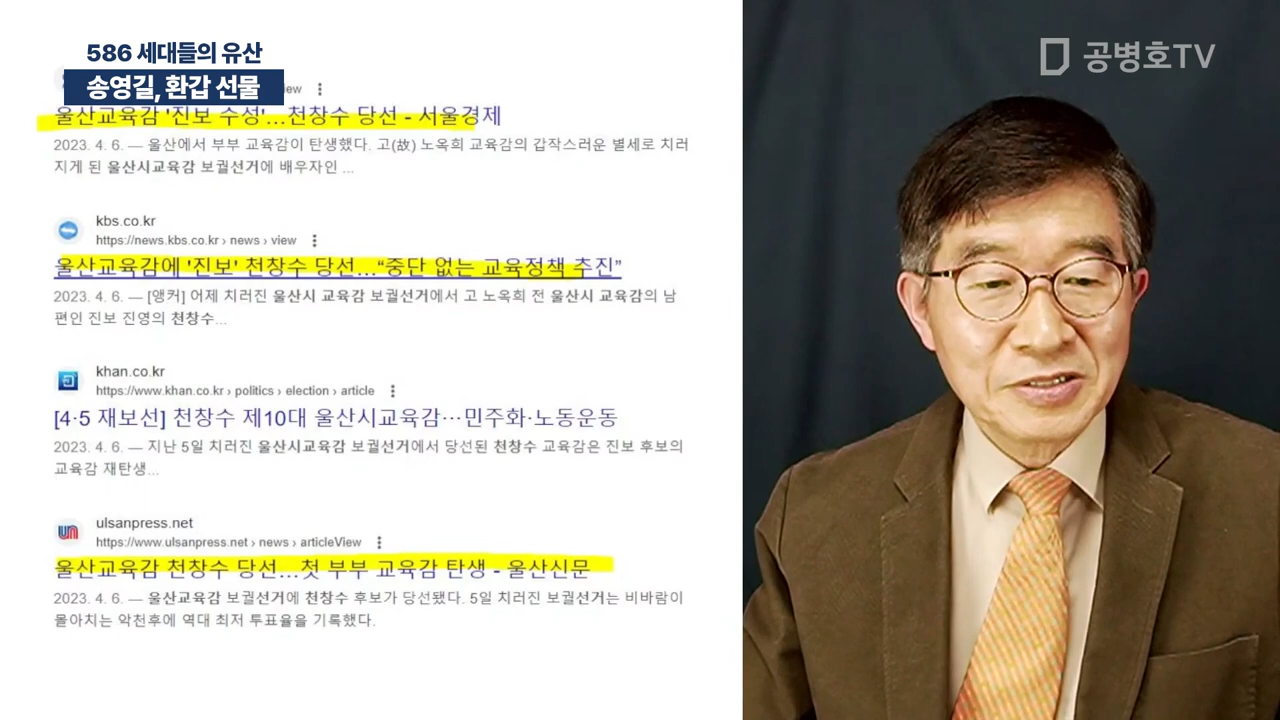 586 세대들의 유산
송영길, 환갑 선물
공병호TV
iew
울산교육감 '진보 수성'...천창수 당선 - 서울경제
2023. 4. 6. — 울산에서 부부 교육감이 탄생했다. 고(故) 노옥희 교육감의 갑작스러운 별세로 치러
지게 된 울산시교육감 보궐선거에 배우자인 ...
kbs.co.kr
https://news.kbs.co.kr › news › view
울산교육감에 '진보' 천창수 당선…“중단 없는 교육정책 추진”
2023. 4. 6. — [앵커] 어제 치러진 울산시 교육감 보궐선거에서 고 노옥희 전 울산시 교육감의 남
편인 진보 진영의 천창수...
khan.co.kr
https://www.khan.co.kr › politics › election › article
[4·5 재보선] 천창수 제10대 울산시교육감…민주화·노동운동
2023. 4. 6. — 지난 5일 치러진 울산시교육감 보궐선거에서 당선된 천창수 교육감은 진보 후보의
교육감 재탄생...
ulsanpress.net
https://www.ulsanpress.net › news › articleView
울산교육감 천창수 당선…첫 부부 교육감 탄생 - 울산신문
2023. 4. 6. — 울산교육감 보궐선거에 천창수 후보가 당선됐다. 5일 치러진 보궐선거는 비바람이
몰아치는 악천후에 역대 최저 투표율을 기록했다.